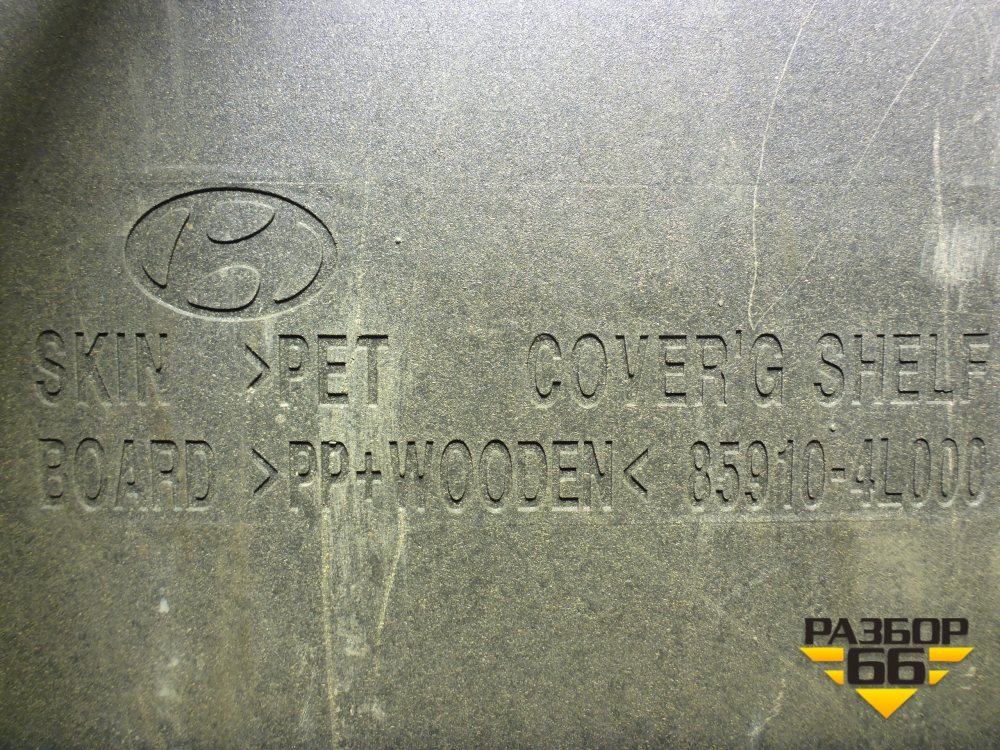 SKIN >PET COVER'G SHELF
BOARD >PP+WOODEN< 85910-4L000
РАЗБОР
66